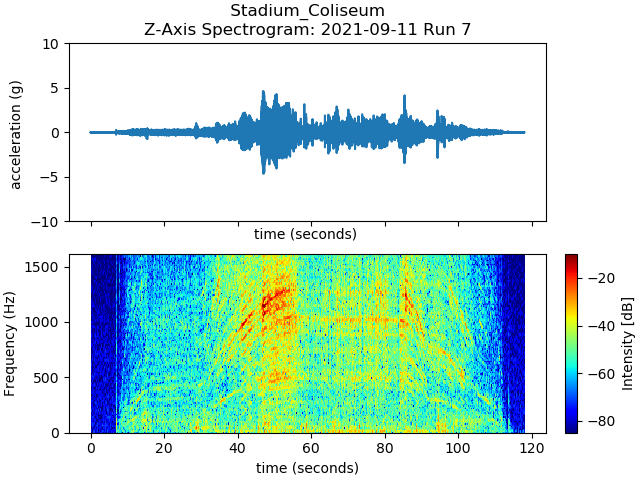 Stadium_Coliseum
Z-Axis Spectrogram: 2021-09-11 Run 7
10
5
0
−5
−10
acceleration (g)
time (seconds)
1500
1000
500
0
Frequency (Hz)
0 20 40 60 80 100 120
time (seconds)
−20
−40
−60
−80
Intensity [dB]